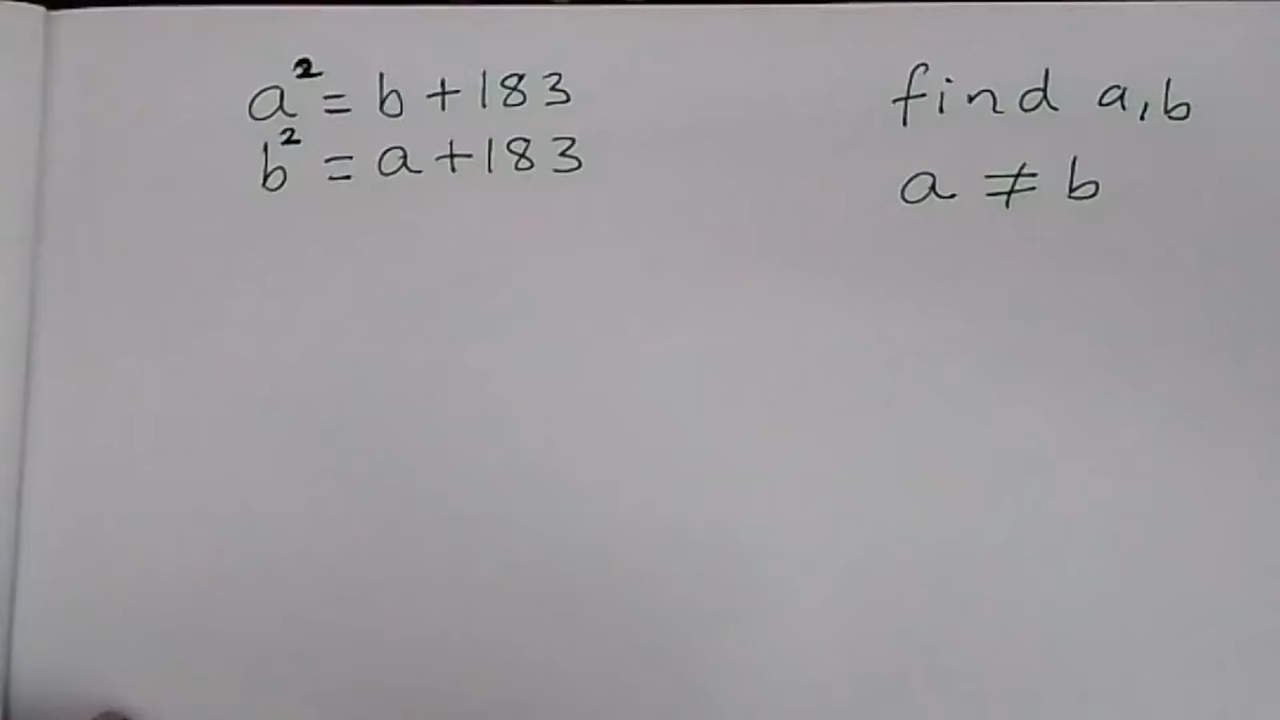 a² = b + 183
b² = a + 183
find a, b
a ≠ b